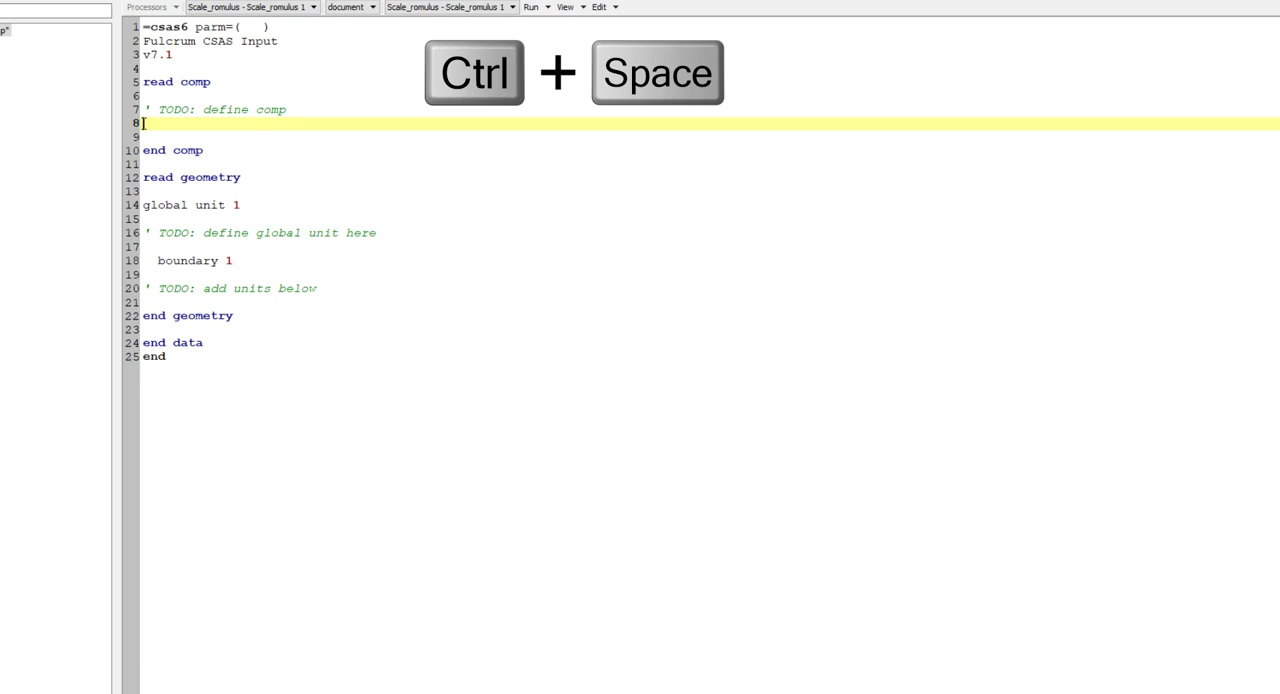 Processors Scale_romulus - Scale_romulus 1 document Scale_romulus - Scale_romulus 1 Run View Edit
p*
1 =csas6 parm=(   )
2 Fulcrum CSAS Input
3 v7.1
4
5 read comp
6
7 ' TODO: define comp
8
9
10 end comp
11
12 read geometry
13
14 global unit 1
15
16 ' TODO: define global unit here
17
18   boundary 1
19
20 ' TODO: add units below
21
22 end geometry
23
24 end data
25 end
Ctrl + Space